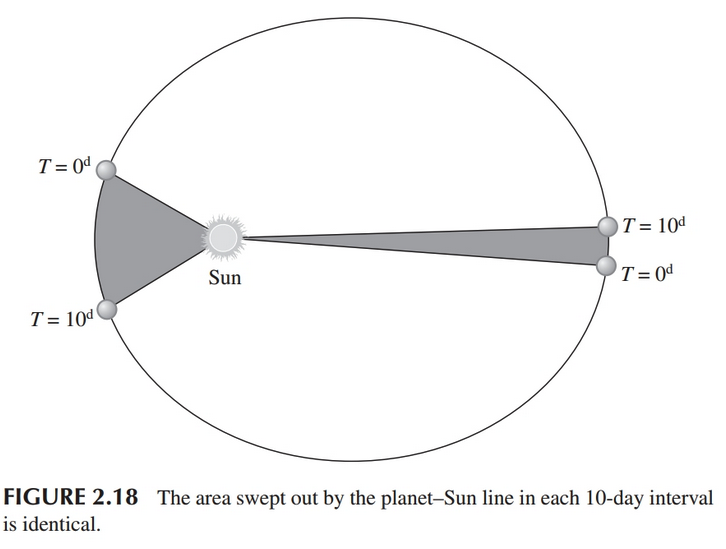 T = 0ᵈ
T = 10ᵈ
Sun
T = 0ᵈ
T = 10ᵈ
FIGURE 2.18 The area swept out by the planet–Sun line in each 10-day interval
is identical.